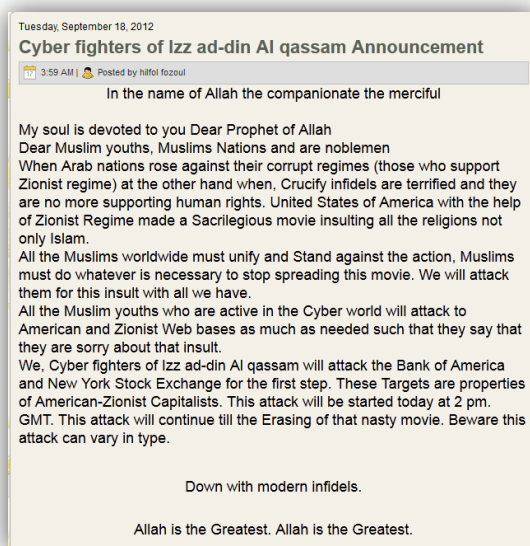 Tuesday, September 18, 2012
Cyber fighters of Izz ad-din Al qassam Announcement
17 3:59 AM | Posted by hilfol fozoul
In the name of Allah the companionate the merciful
My soul is devoted to you Dear Prophet of Allah
Dear Muslim youths, Muslims Nations and are noblemen
When Arab nations rose against their corrupt regimes (those who support
Zionist regime) at the other hand when, Crucify infidels are terrified and they
are no more supporting human rights. United States of America with the help
of Zionist Regime made a Sacrilegious movie insulting all the religions not
only Islam.
All the Muslims worldwide must unify and Stand against the action, Muslims
must do whatever is necessary to stop spreading this movie. We will attack
them for this insult with all we have.
All the Muslim youths who are active in the Cyber world will attack to
American and Zionist Web bases as much as needed such that they say that
they are sorry about that insult.
We, Cyber fighters of Izz ad-din Al qassam will attack the Bank of America
and New York Stock Exchange for the first step. These Targets are properties
of American-Zionist Capitalists. This attack will be started today at 2 pm.
GMT. This attack will continue till the Erasing of that nasty movie. Beware this
attack can vary in type.
Down with modern infidels.
Allah is the Greatest. Allah is the Greatest.